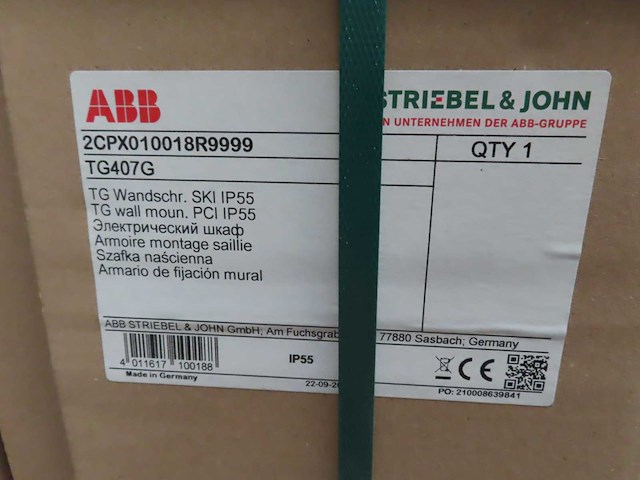 ABB
STRIEBEL & JOHN
UNTERNEHMEN DER ABB-GRUPPE
2CPX010018R9999
QTY 1
TG407G
TG Wandschr. SKI IP55
TG wall moun. PCI IP55
Электрический шкаф
Armoire montage saillie
Szafka naścienna
Armario de fijación mural
ABB STRIEBEL & JOHN GmbH; Am 77880 Sasbach; Germany
4 011617 100188
IP55
CE
Made in Germany
PO: 210008639841